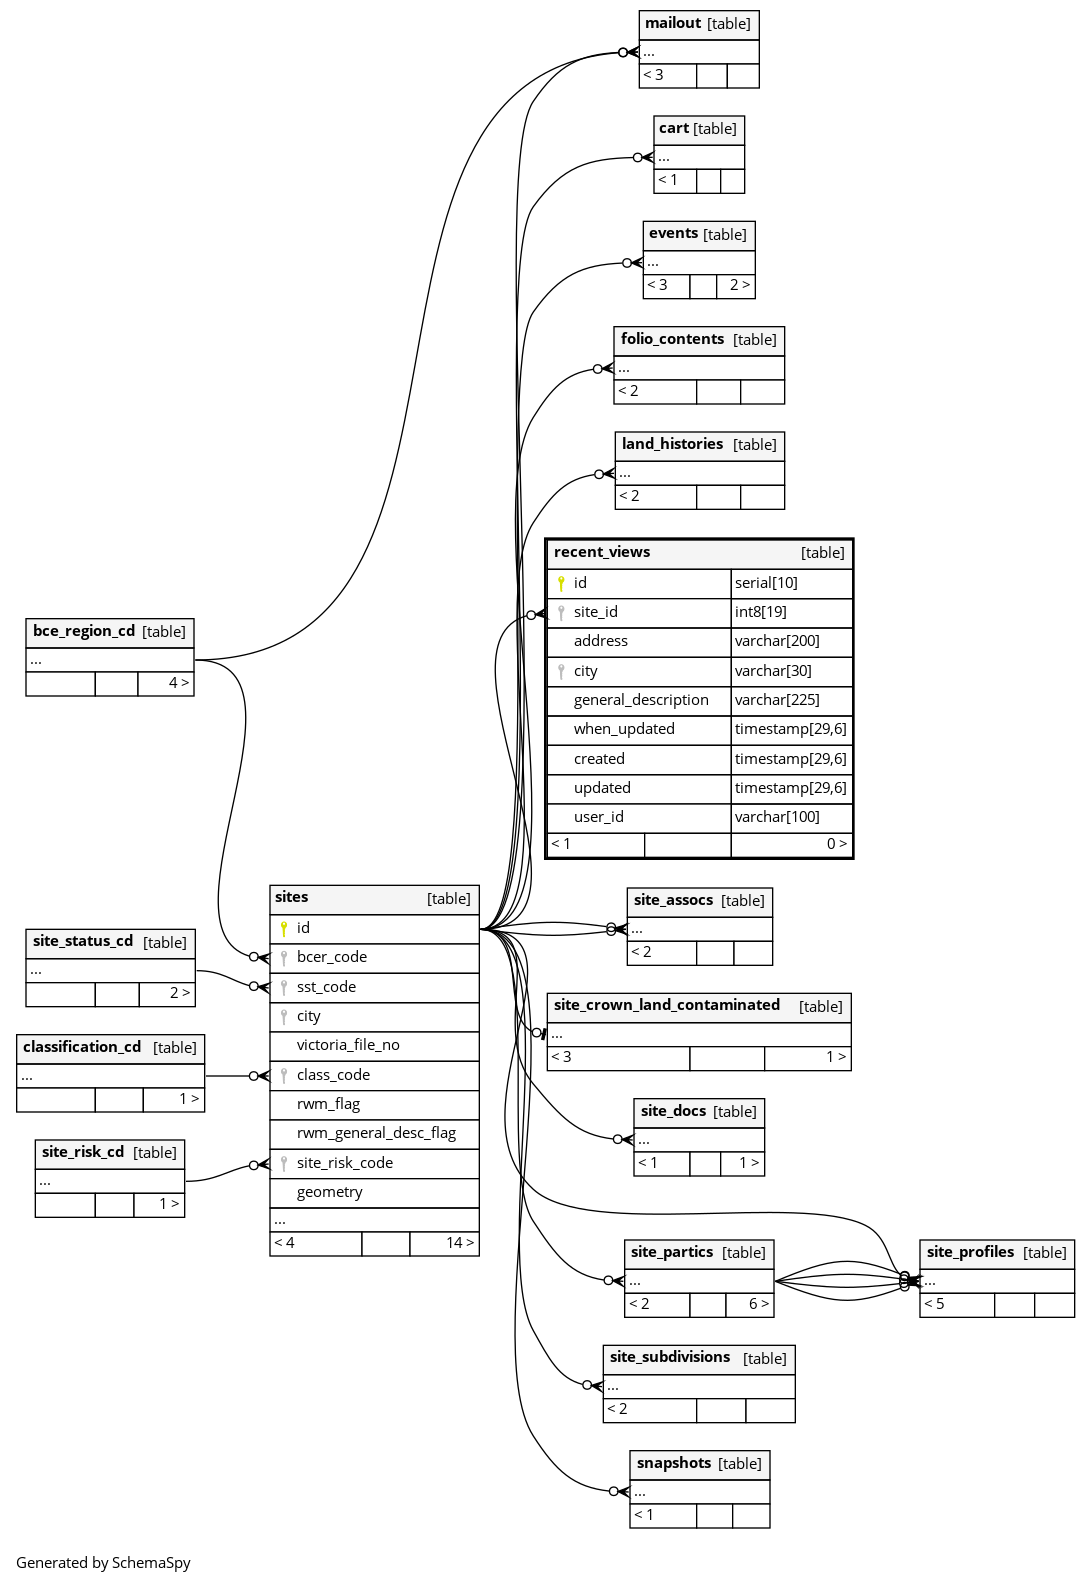 mailout [table]
...
< 3
cart [table]
...
< 1
events [table]
...
< 3 2 >
folio_contents [table]
...
< 2
land_histories [table]
...
< 2
recent_views [table]
id serial[10]
site_id int8[19]
address varchar[200]
city varchar[30]
general_description varchar[225]
when_updated timestamp[29,6]
created timestamp[29,6]
updated timestamp[29,6]
user_id varchar[100]
< 1 0 >
bce_region_cd [table]
...
4 >
site_status_cd [table]
...
2 >
classification_cd [table]
...
1 >
site_risk_cd [table]
...
1 >
sites [table]
id
bcer_code
sst_code
city
victoria_file_no
class_code
rwm_flag
rwm_general_desc_flag
site_risk_code
geometry
...
< 4 14 >
site_assocs [table]
...
< 2
site_crown_land_contaminated [table]
...
< 3 1 >
site_docs [table]
...
< 1 1 >
site_partics [table]
...
< 2 6 >
site_profiles [table]
...
< 5
site_subdivisions [table]
...
< 2
snapshots [table]
...
< 1
Generated by SchemaSpy